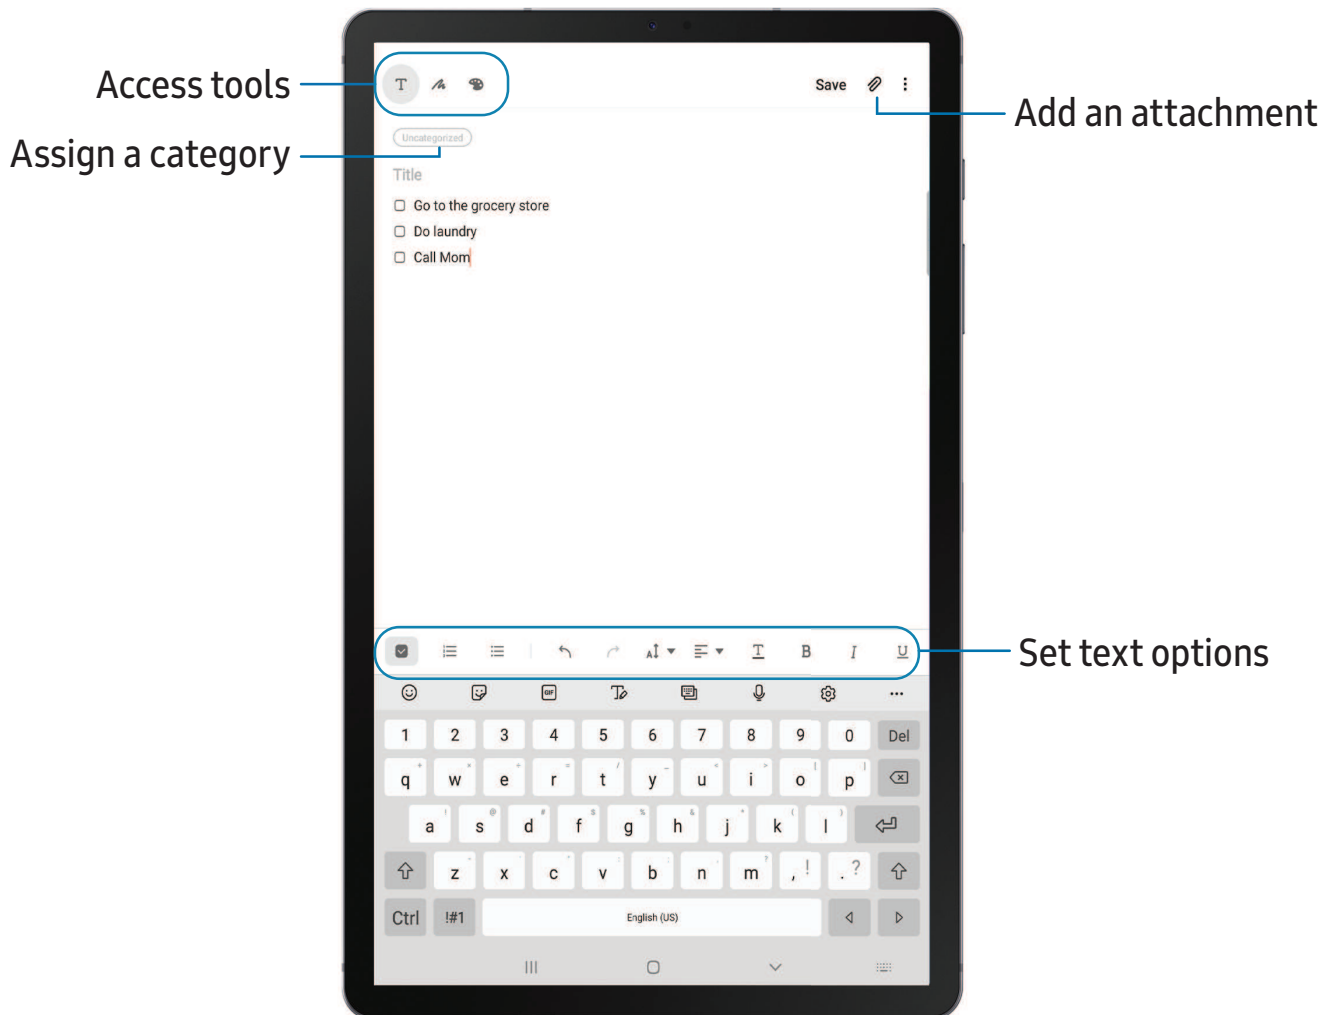 Access tools
T
Save
Add an attachment
Assign a category
Uncategorized
Title
Go to the grocery store
Do laundry
Call Mom
Set text options
A T B I U
GIF T
1 2 3 4 5 6 7 8 9 0 Del
q w e r t y u i o p
a s d f g h j k l
z x c v b n m , ! . ?
Ctrl !#1 English (US)